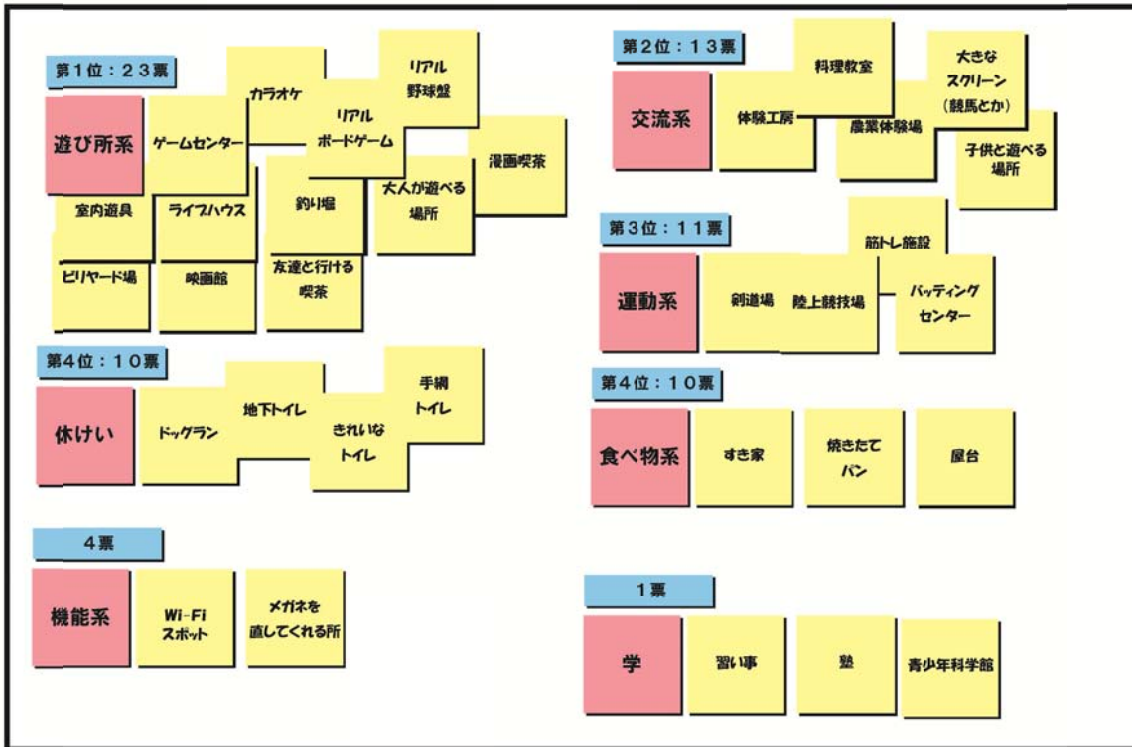 第1位：23票
遊び所系
ゲームセンター
カラオケ
リアル
ボードゲーム
リアル
野球盤
漫画喫茶
室内遊具
ライブハウス
釣り堀
大人が遊べる
場所
ビリヤード場
映画館
友達と行ける
喫茶
第2位：13票
交流系
体験工房
料理教室
農業体験場
大きな
スクリーン
（競馬とか）
子供と遊べる
場所
第3位：11票
運動系
剣道場
陸上競技場
筋トレ施設
バッティング
センター
第4位：10票
休けい
ドッグラン
地下トイレ
きれいな
トイレ
手綱
トイレ
第4位：10票
食べ物系
すき家
焼きたて
パン
屋台
4票
機能系
Wi-Fi
スポット
メガネを
直してくれる所
1票
学
習い事
塾
青少年科学館